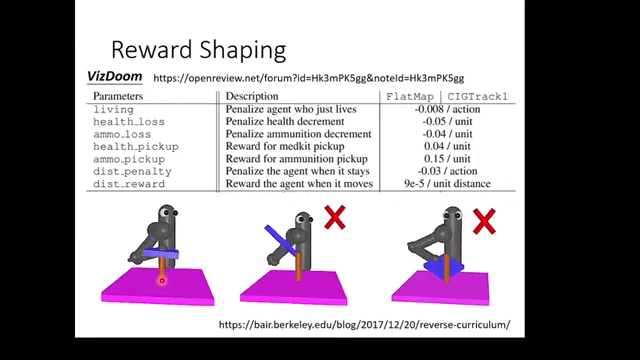 Reward Shaping
VizDoom https://openreview.net/forum?id=Hk3mPK5gg&noteId=Hk3mPK5gg
Parameters Description FlatMap | CIGTrack1
living Penalize agent who just lives -0.008 / action
health_loss Penalize health decrement -0.05 / unit
ammo_loss Penalize ammunition decrement -0.04 / unit
health_pickup Reward for medkit pickup 0.04 / unit
ammo_pickup Reward for ammunition pickup 0.15 / unit
dist_penalty Penalize the agent when it stays -0.03 / action
dist_reward Reward the agent when it moves 9e-5 / unit distance
https://bair.berkeley.edu/blog/2017/12/20/reverse-curriculum/